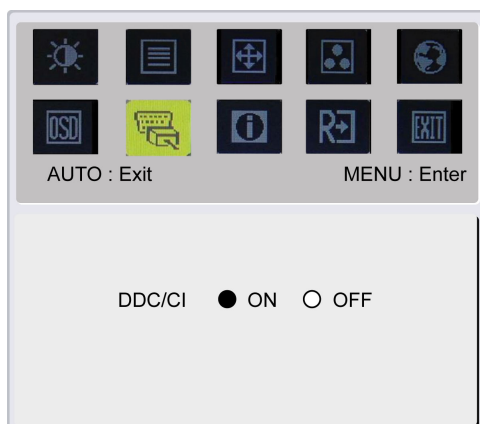 OSD
R
EXIT
AUTO : Exit MENU : Enter
DDC/CI ON OFF